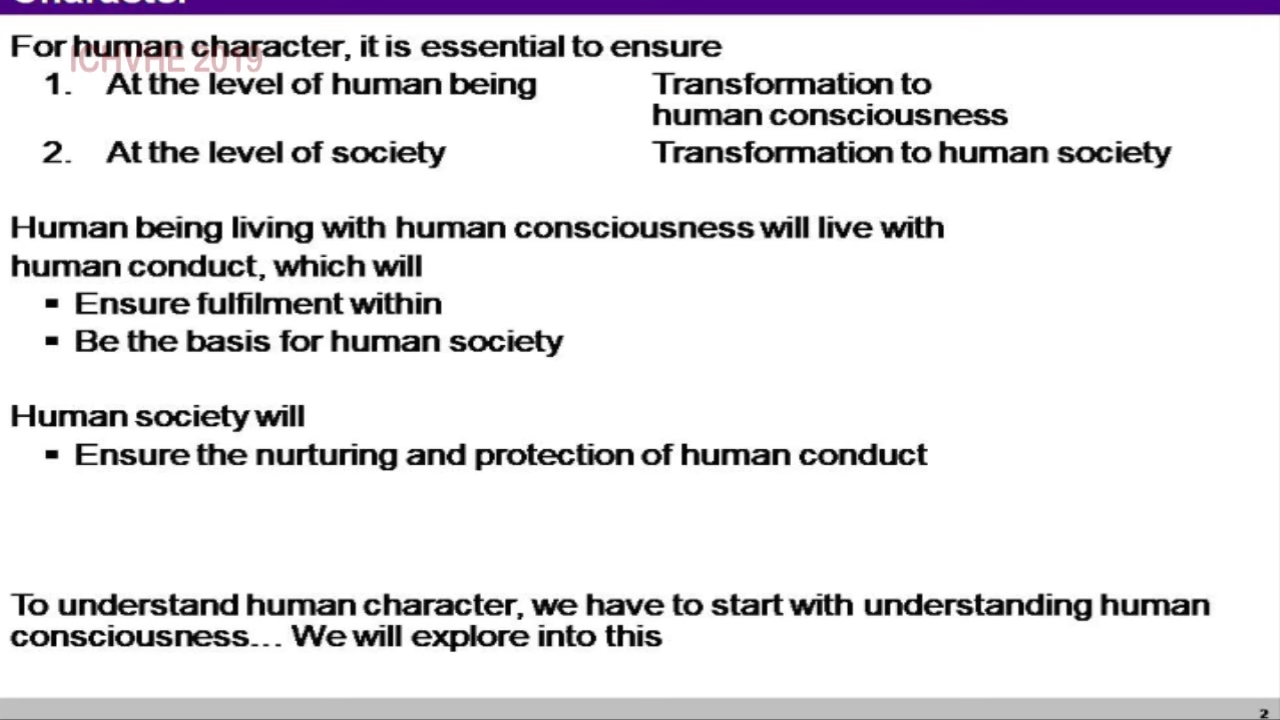 Character
ICHVHE 2019
For human character, it is essential to ensure
1. At the level of human being Transformation to
human consciousness
2. At the level of society Transformation to human society
Human being living with human consciousness will live with
human conduct, which will
▪ Ensure fulfilment within
▪ Be the basis for human society
Human society will
▪ Ensure the nurturing and protection of human conduct
To understand human character, we have to start with understanding human
consciousness... We will explore into this
2